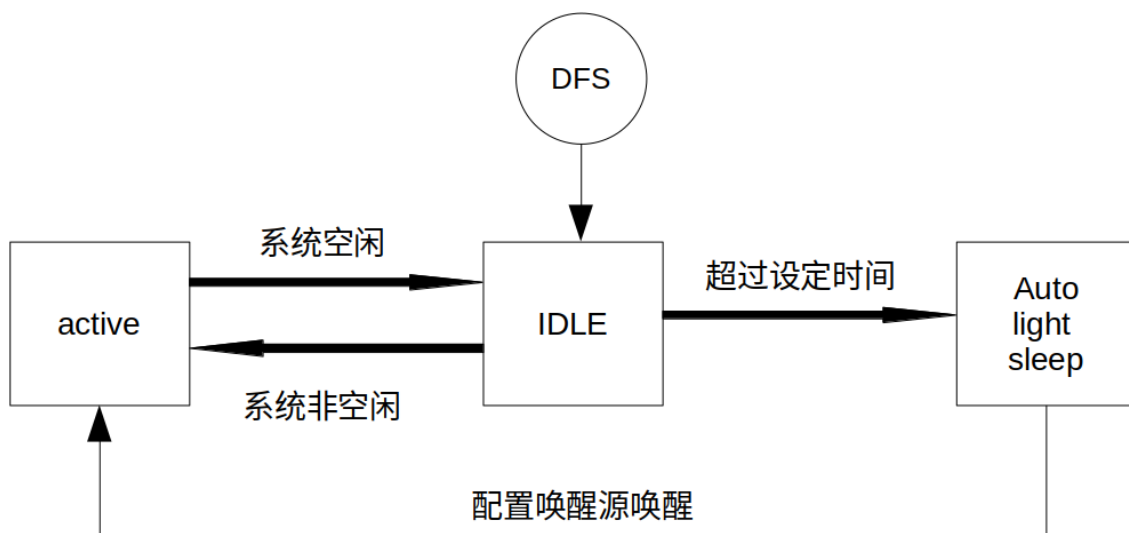 DFS
系统空闲
超过设定时间
active
IDLE
Auto
light
sleep
系统非空闲
配置唤醒源唤醒